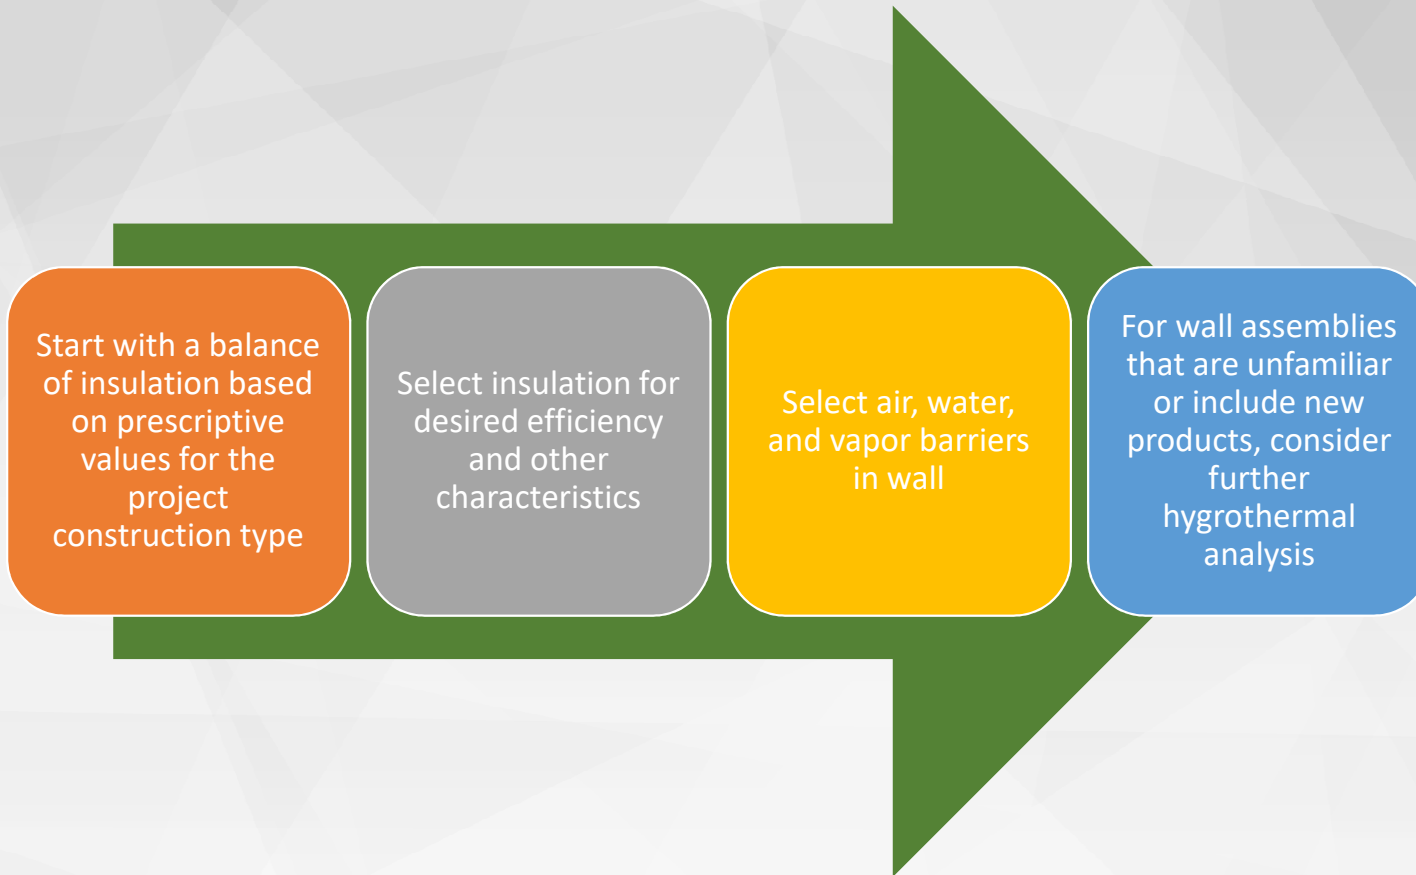 Start with a balance
of insulation based
on prescriptive
values for the
project
construction type
Select insulation for
desired efficiency
and other
characteristics
Select air, water,
and vapor barriers
in wall
For wall assemblies
that are unfamiliar
or include new
products, consider
further
hygrothermal
analysis